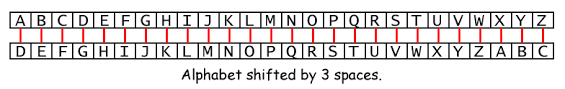 A B C D E F G H I J K L M N O P Q R S T U V W X Y Z
D E F G H I J K L M N O P Q R S T U V W X Y Z A B C
Alphabet shifted by 3 spaces.